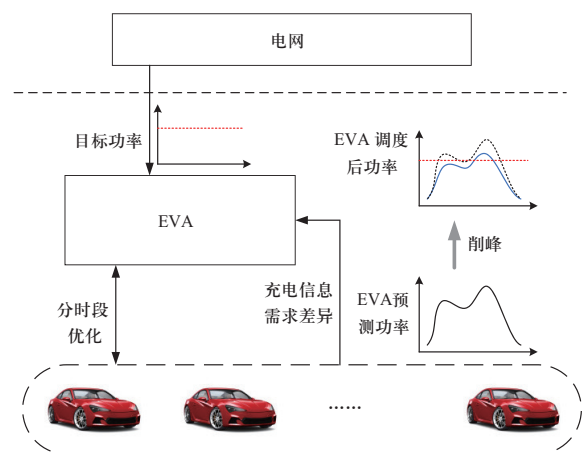 电网
目标功率
EVA 调度
后功率
EVA
削峰
分时段
优化
充电信息
需求差异
EVA预
测功率
......